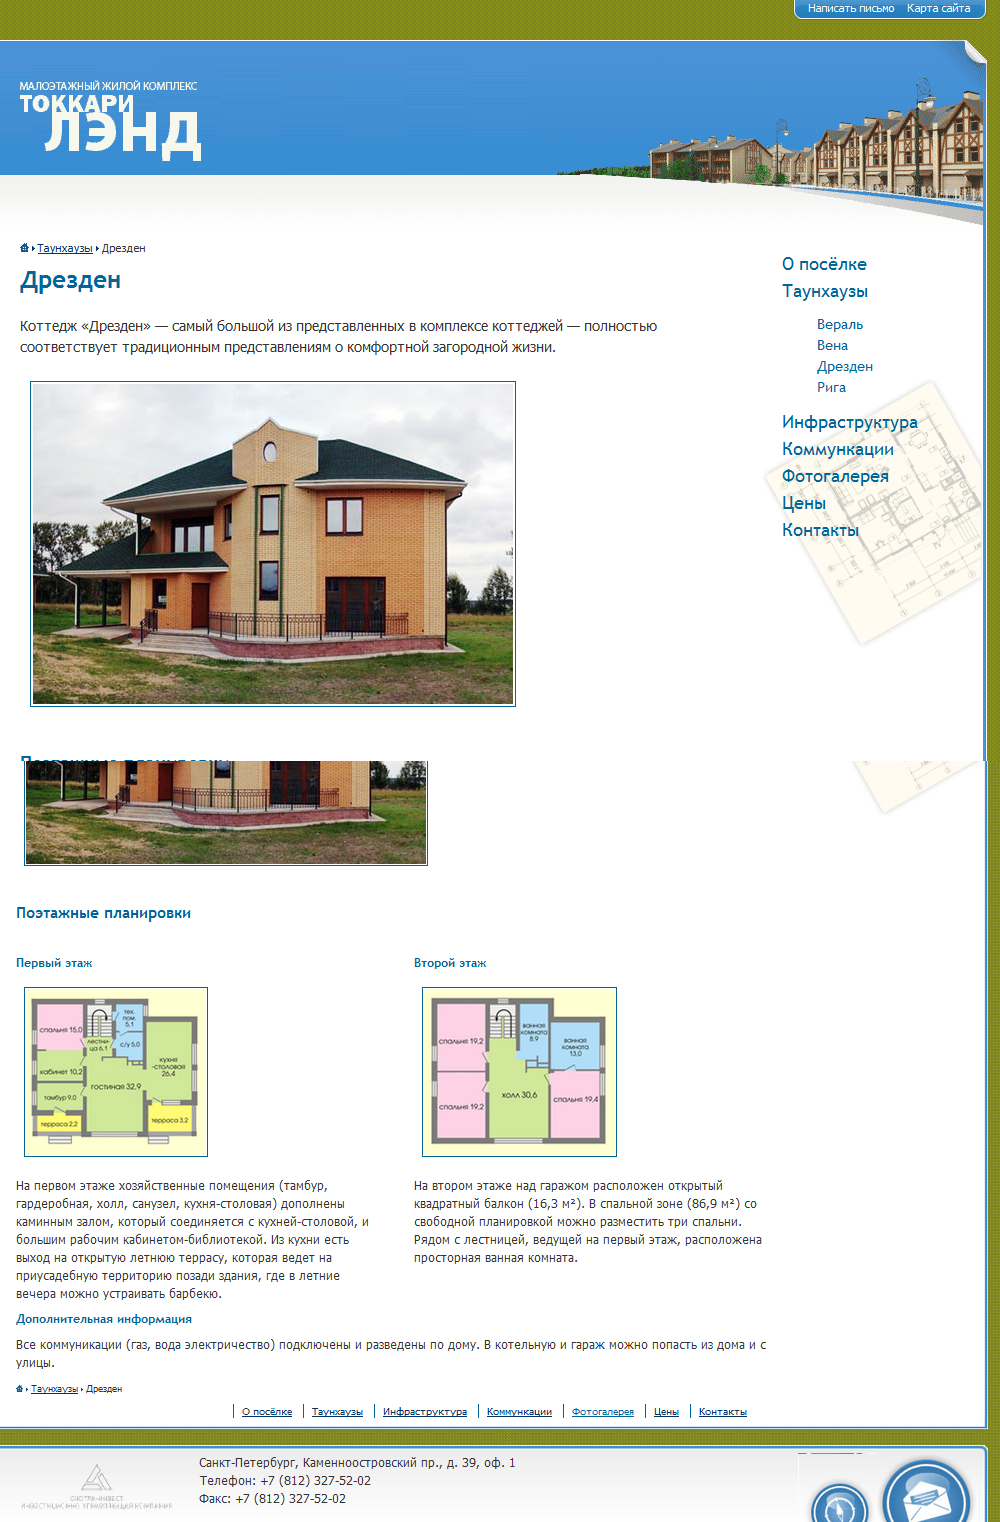 Написать письмо Карта сайта
МАЛОЭТАЖНЫЙ ЖИЛОЙ КОМПЛЕКС
ТОККАРИ
ЛЭНД
Таунхаузы Дрезден
Дрезден
Коттедж «Дрезден» — самый большой из представленных в комплексе коттеджей — полностью
соответствует традиционным представлениям о комфортной загородной жизни.
О посёлке
Таунхаузы
Вераль
Вена
Дрезден
Рига
Инфраструктура
Коммункации
Фотогалерея
Цены
Контакты
Поэтажные планировки
Первый этаж
спальня 15,0
лестни-
ца 6,1
тех.
пом.
5,1
с/у 5,0
кабинет 10,2
кухня
-столовая
26,4
гостиная 32,9
тамбур 9,0
терраса 2,2
терраса 3,2
На первом этаже хозяйственные помещения (тамбур,
гардеробная, холл, санузел, кухня-столовая) дополнены
каминным залом, который соединяется с кухней-столовой, и
большим рабочим кабинетом-библиотекой. Из кухни есть
выход на открытую летнюю террасу, которая ведет на
приусадебную территорию позади здания, где в летние
вечера можно устраивать барбекю.
Второй этаж
спальня 19,2
ванная
комната
8,9
ванная
комната
13,0
холл 30,6
спальня 19,2
спальня 19,4
На втором этаже над гаражом расположен открытый
квадратный балкон (16,3 м²). В спальной зоне (86,9 м²) со
свободной планировкой можно разместить три спальни.
Рядом с лестницей, ведущей на первый этаж, расположена
просторная ванная комната.
Дополнительная информация
Все коммуникации (газ, вода электричество) подключены и разведены по дому. В котельную и гараж можно попасть из дома и с
улицы.
Таунхаузы Дрезден
О посёлке Таунхаузы Инфраструктура Коммункации Фотогалерея Цены Контакты
Санкт-Петербург, Каменноостровский пр., д. 39, оф. 1
Телефон: +7 (812) 327-52-02
Факс: +7 (812) 327-52-02